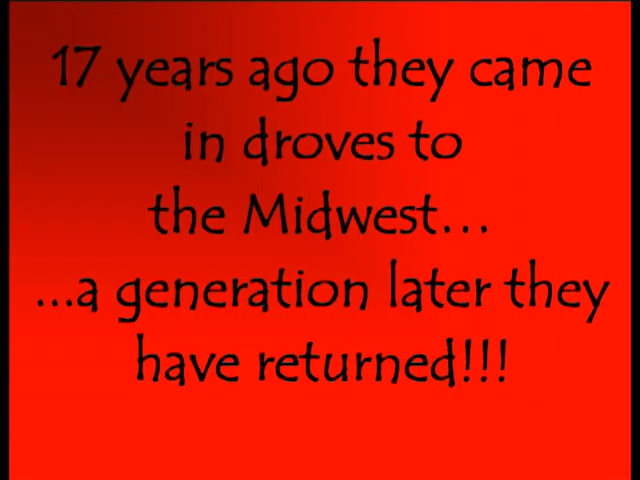 17 years ago they came
in droves to
the Midwest...
...a generation later they
have returned!!!